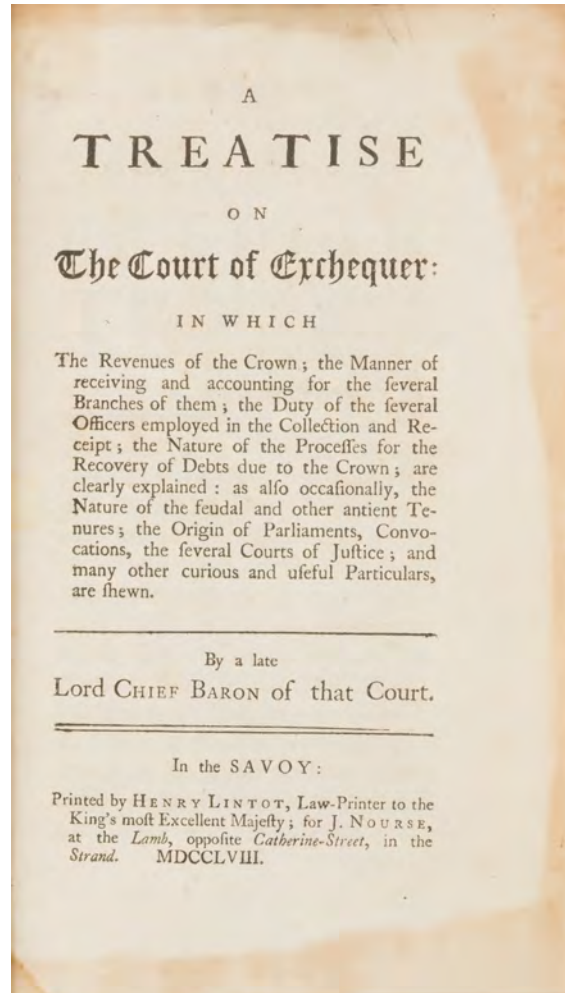 A
TREATISE
ON
The Court of Exchequer:
IN WHICH
The Revenues of the Crown; the Manner of
receiving and accounting for the ſeveral
Branches of them; the Duty of the ſeveral
Officers employed in the Collection and Re-
ceipt; the Nature of the Proceſſes for the
Recovery of Debts due to the Crown; are
clearly explained: as alſo occaſionally, the
Nature of the feudal and other antient Te-
nures; the Origin of Parliaments, Convo-
cations, the ſeveral Courts of Juſtice; and
many other curious and uſeful Particulars,
are ſhewn.
By a late
Lord CHIEF BARON of that Court.
In the SAVOY:
Printed by HENRY LINTOT, Law-Printer to the
King's moſt Excellent Majeſty; for J. NOURSE,
at the Lamb, oppoſite Catherine-Street, in the
Strand. MDCCLVIII.